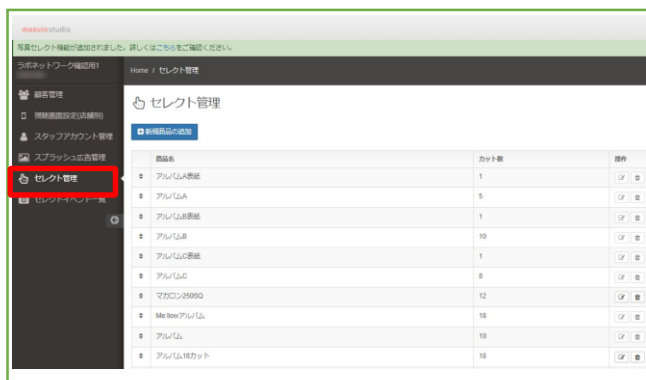 moovinstudio
写真セレクト機能が追加されました。詳しくはこちらをご確認ください。
ラボネットワーク確認用1
Home / セレクト管理
顧客管理
視聴画面設定(店舗別)
スタッフアカウント管理
スプラッシュ広告管理
セレクト管理
セレクトイベント一覧
セレクト管理
新規商品の追加
商品名 カット数 操作
アルバムA表紙 1
アルバムA 5
アルバムB表紙 1
アルバムB 10
アルバムC表紙 1
アルバムC 8
マカロン250SQ 12
Me:llowアルバム 18
アルバム 10
アルバム18カット 18